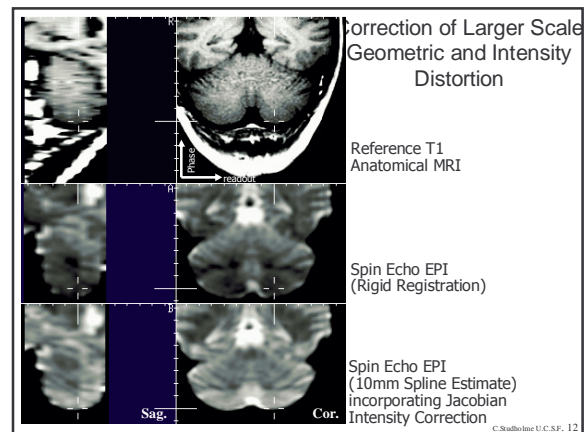 orrection of Larger Scale
Geometric and Intensity
Distortion
R
Phase
readout
Reference T1
Anatomical MRI
A
Spin Echo EPI
(Rigid Registration)
B
Spin Echo EPI
(10mm Spline Estimate)
incorporating Jacobian
Intensity Correction
Sag.
Cor.
C.Studholme U.C.S.F. 12